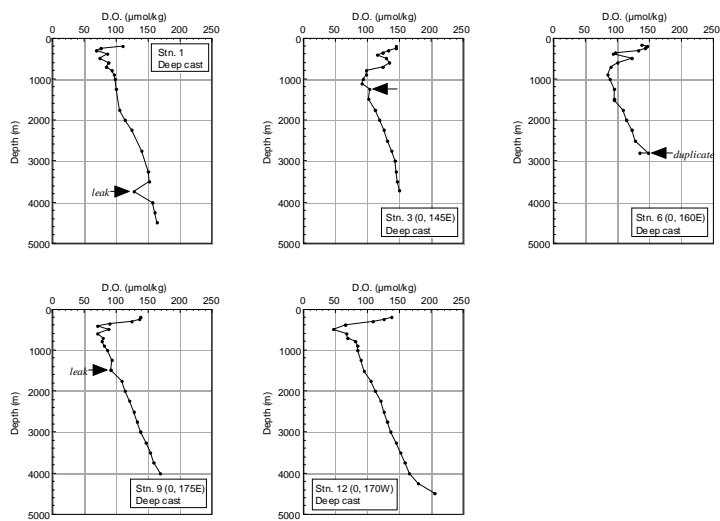 D.O. (µmol/kg)
0 50 100 150 200 250
0
1000
2000
3000
4000
5000
Depth (m)
Stn. 1
Deep cast
leak
D.O. (µmol/kg)
0 50 100 150 200 250
0
1000
2000
3000
4000
5000
Depth (m)
Stn. 3 (0, 145E)
Deep cast
D.O. (µmol/kg)
0 50 100 150 200 250
0
1000
2000
3000
4000
5000
Depth (m)
duplicate
Stn. 6 (0, 160E)
Deep cast
D.O. (µmol/kg)
0 50 100 150 200 250
0
1000
2000
3000
4000
5000
Depth (m)
leak
Stn. 9 (0, 175E)
Deep cast
D.O. (µmol/kg)
0 50 100 150 200 250
0
1000
2000
3000
4000
5000
Depth (m)
Stn. 12 (0, 170W)
Deep cast